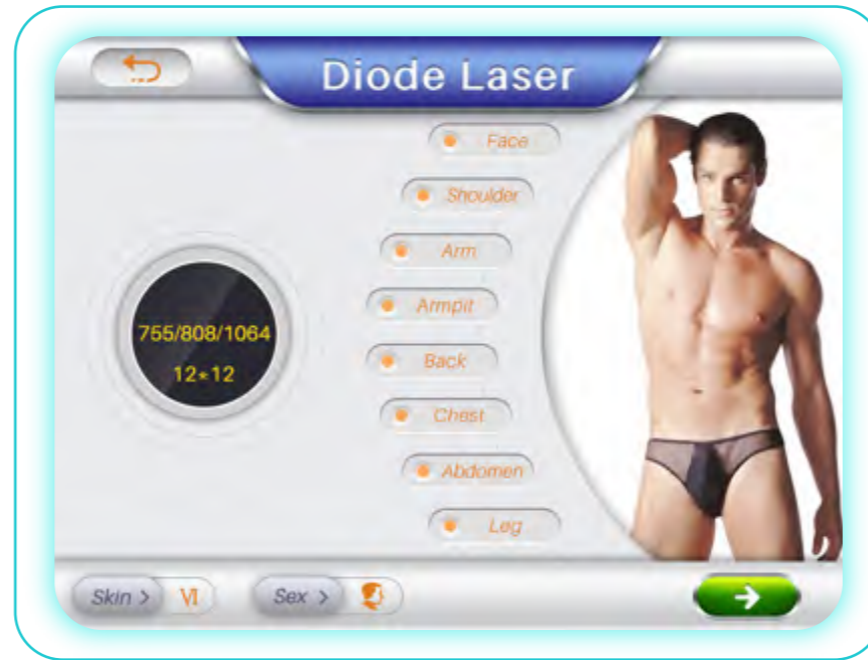 Diode Laser
Face
Shoulder
Arm
Armpit
Back
Chest
Abdomen
Leg
755/808/1064
12*12
Skin > VI
Sex >